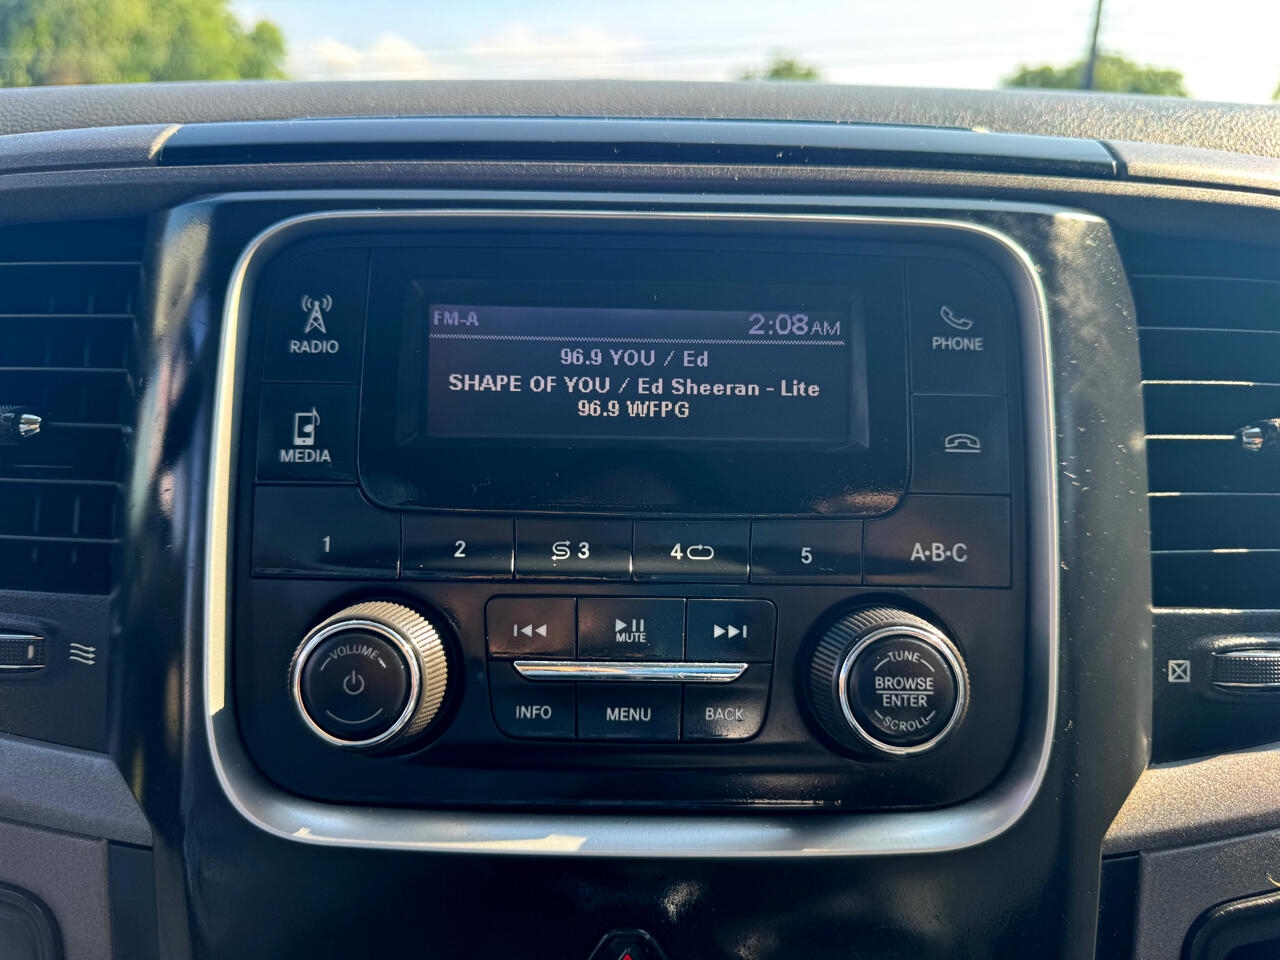 FM-A 2:08AM
96.9 YOU / Ed
SHAPE OF YOU / Ed Sheeran - Lite
96.9 WFPG
RADIO
PHONE
MEDIA
1 2 3 4 5 A·B·C
VOLUME
MUTE
INFO MENU BACK
TUNE
BROWSE
ENTER
SCROLL